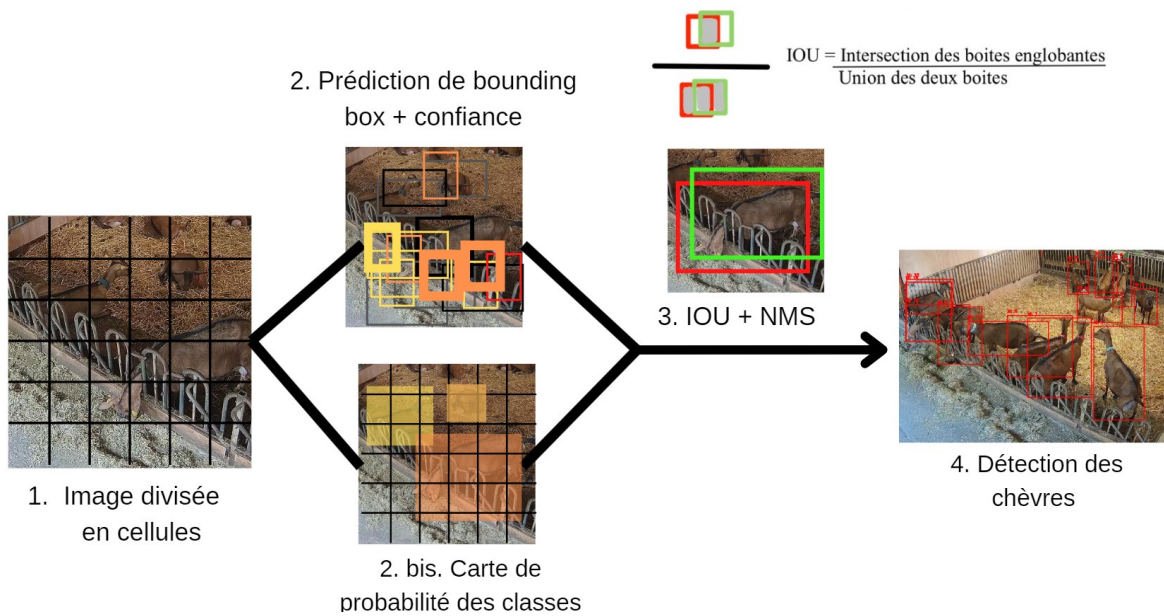 IOU = Intersection des boites englobantes
Union des deux boites
2. Prédiction de bounding
box + confiance
3. IOU + NMS
1. Image divisée
en cellules
4. Détection des
chèvres
2. bis. Carte de
probabilité des classes